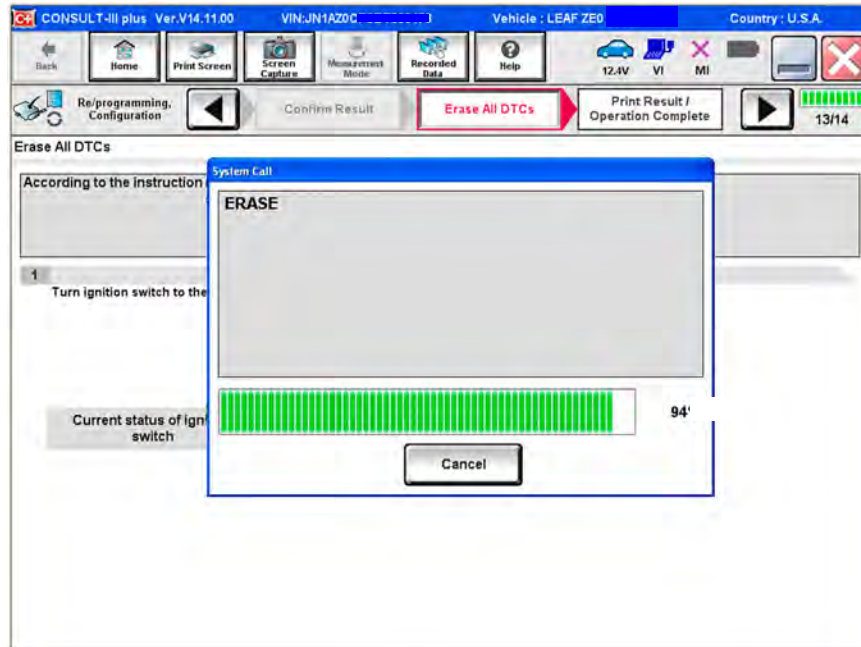 C+ CONSULT-III plus Ver.V14.11.00 VIN:JN1AZ0C Vehicle : LEAF ZE0 Country : U.S.A.
Back Home Print Screen Screen Capture Measurement Mode Recorded Data Help 12.4V VI MI
Re/programming, Configuration Confirm Result Erase All DTCs Print Result / Operation Complete 13/14
Erase All DTCs
According to the instruction
System Call
ERASE
1
Turn ignition switch to the
Current status of
switch
94
Cancel